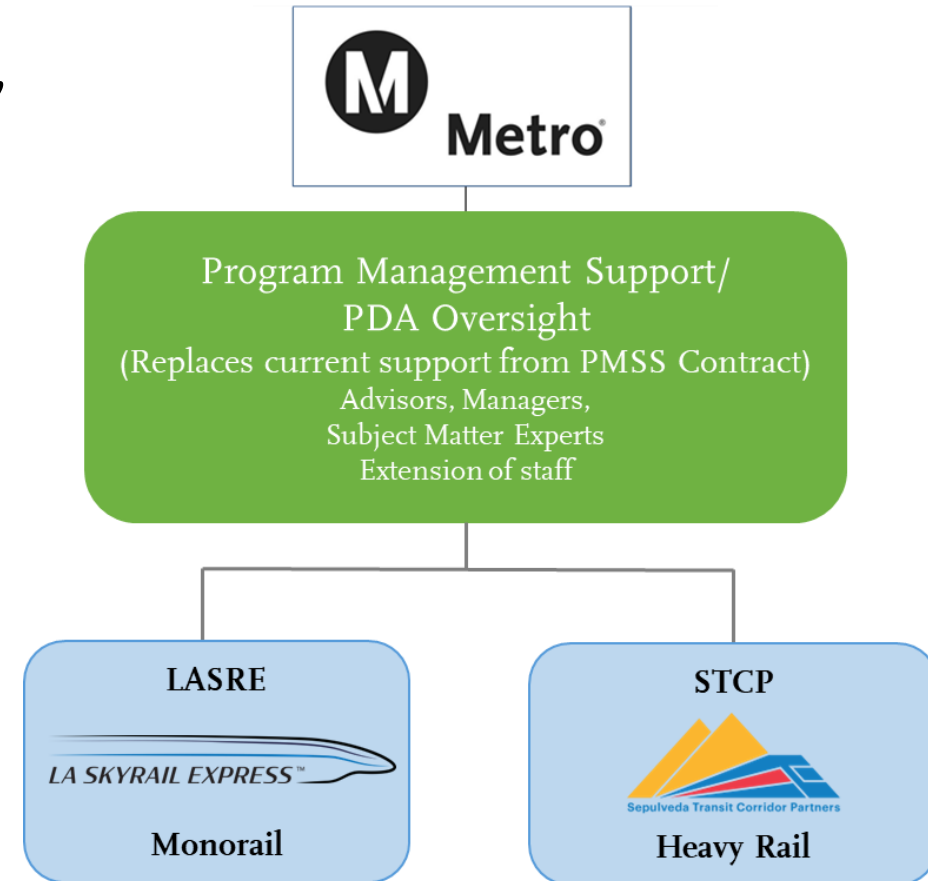 M
Metro®
Program Management Support/
PDA Oversight
(Replaces current support from PMSS Contract)
Advisors, Managers,
Subject Matter Experts
Extension of staff
LASRE
LA SKYRAIL EXPRESS™
Monorail
STCP
Sepulveda Transit Corridor Partners
Heavy Rail